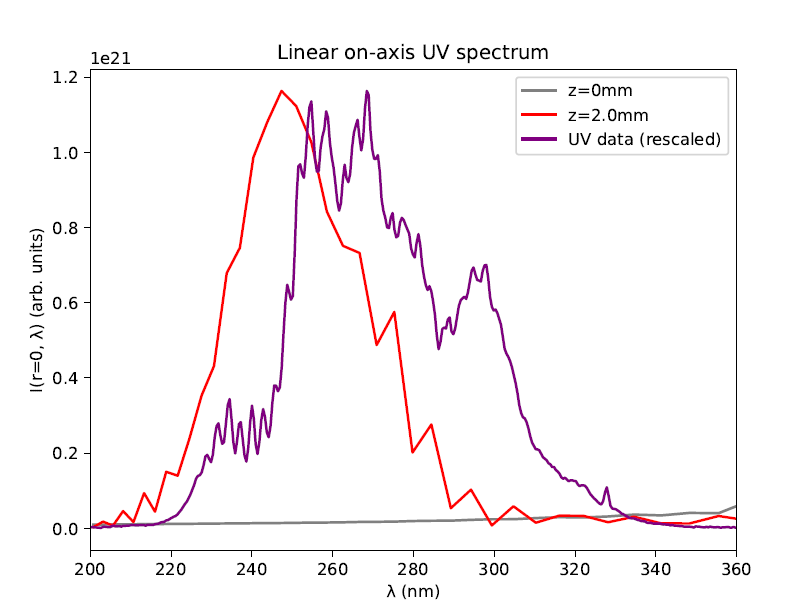 Linear on-axis UV spectrum
1e21
1.2
1.0
0.8
0.6
0.4
0.2
0.0
I(r=0, λ) (arb. units)
z=0mm
z=2.0mm
UV data (rescaled)
200 220 240 260 280 300 320 340 360
λ (nm)